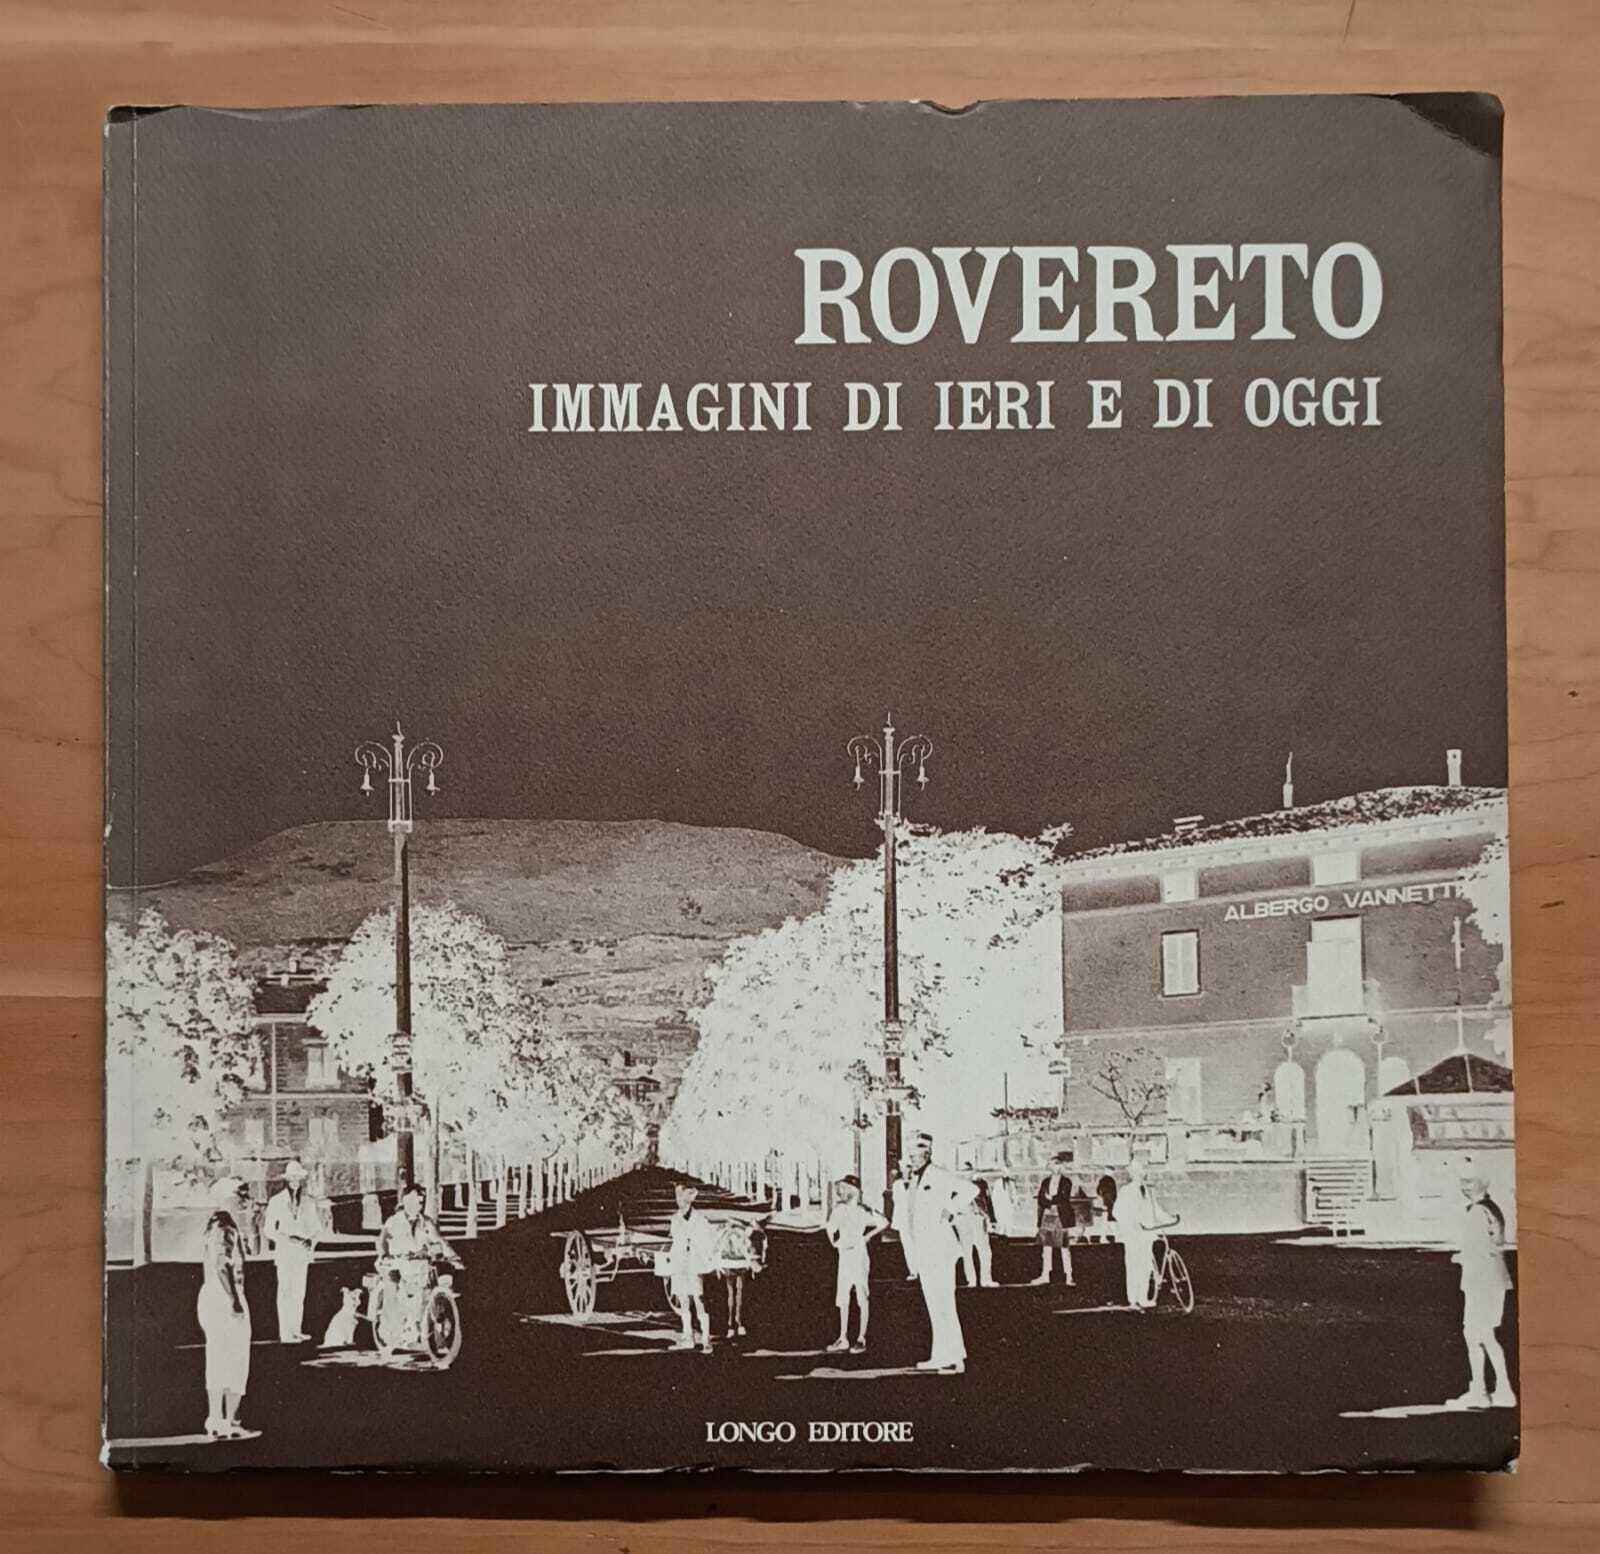 ROVERETO
IMMAGINI DI IERI E DI OGGI
ALBERGO VANNETTI
LONGO EDITORE